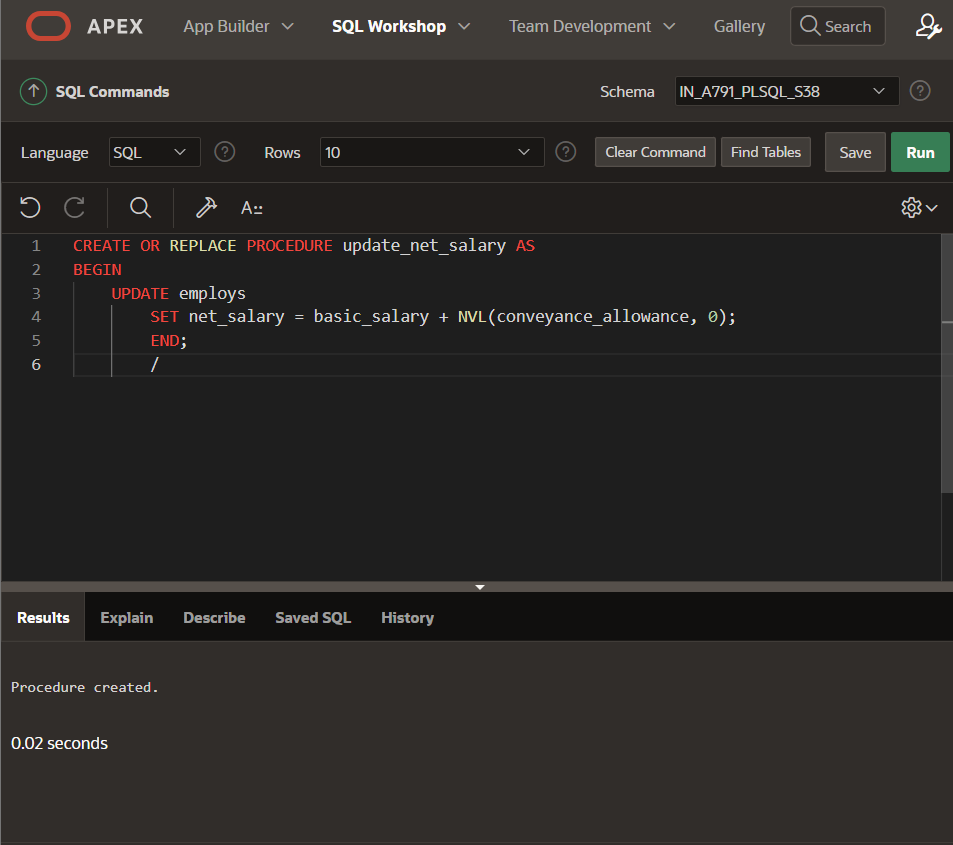 APEX App Builder SQL Workshop Team Development Gallery Search
SQL Commands Schema IN_A791_PLSQL_S38 ?
Language SQL ? Rows 10 ? Clear Command Find Tables Save Run
A::
1 CREATE OR REPLACE PROCEDURE update_net_salary AS
2 BEGIN
3 UPDATE employs
4 SET net_salary = basic_salary + NVL(conveyance_allowance, 0);
5 END;
6 /
Results Explain Describe Saved SQL History
Procedure created.
0.02 seconds